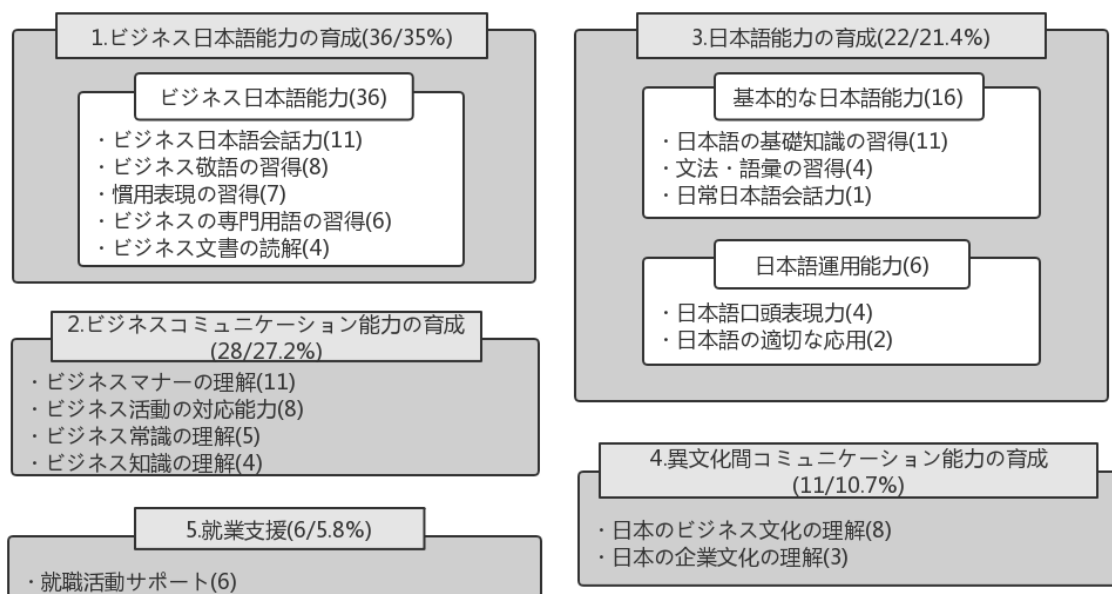 1.ビジネス日本語能力の育成(36/35%)
ビジネス日本語能力(36)
・ビジネス日本語会話力(11)
・ビジネス敬語の習得(8)
・慣用表現の習得(7)
・ビジネスの専門用語の習得(6)
・ビジネス文書の読解(4)
2.ビジネスコミュニケーション能力の育成
(28/27.2%)
・ビジネスマナーの理解(11)
・ビジネス活動の対応能力(8)
・ビジネス常識の理解(5)
・ビジネス知識の理解(4)
3.日本語能力の育成(22/21.4%)
基本的な日本語能力(16)
・日本語の基礎知識の習得(11)
・文法・語彙の習得(4)
・日常日本語会話力(1)
日本語運用能力(6)
・日本語口頭表現力(4)
・日本語の適切な応用(2)
4.異文化間コミュニケーション能力の育成
(11/10.7%)
・日本のビジネス文化の理解(8)
・日本の企業文化の理解(3)
5.就業支援(6/5.8%)
・就職活動サポート(6)